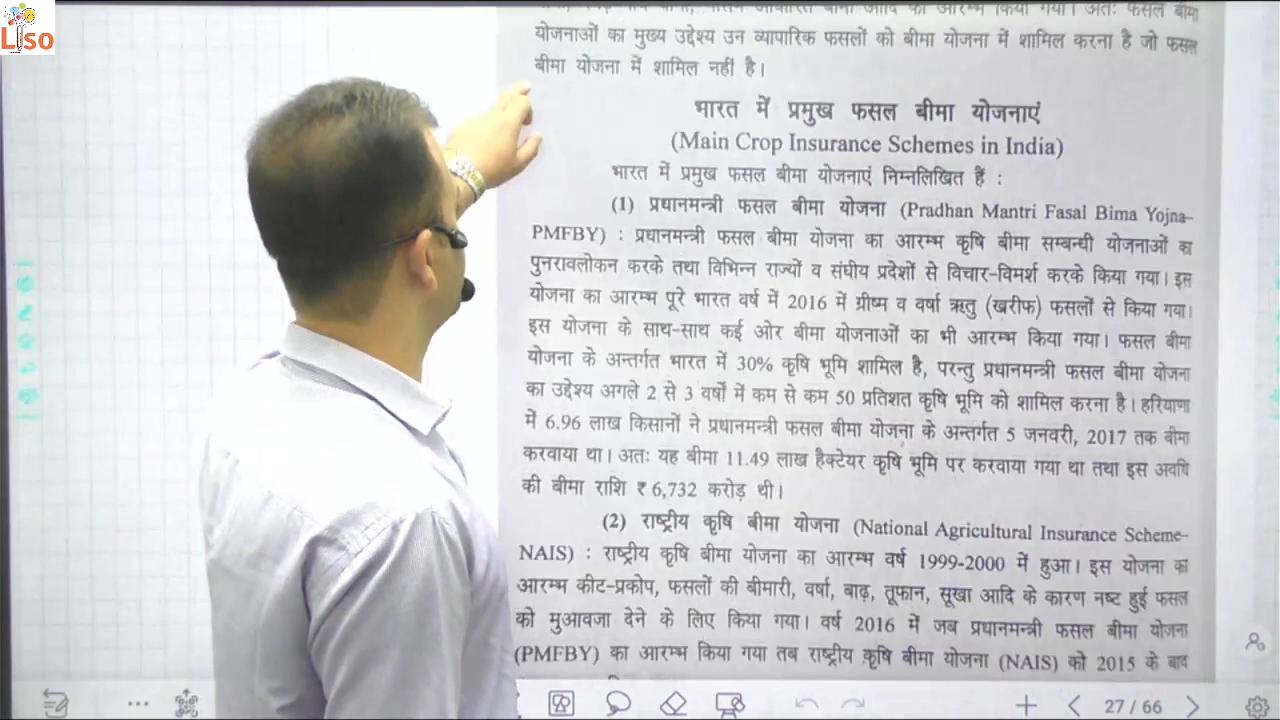 Liso
आदि का आरम्भ किया गया। अतः फसल बीमा
योजनाओं का मुख्य उद्देश्य उन व्यापारिक फसलों को बीमा योजना में शामिल करना है जो फसल
बीमा योजना में शामिल नहीं है।
भारत में प्रमुख फसल बीमा योजनाएं
(Main Crop Insurance Schemes in India)
भारत में प्रमुख फसल बीमा योजनाएं निम्नलिखित हैं :
(1) प्रधानमन्त्री फसल बीमा योजना (Pradhan Mantri Fasal Bima Yojna–
PMFBY) : प्रधानमन्त्री फसल बीमा योजना का आरम्भ कृषि बीमा सम्बन्धी योजनाओं का
पुनरावलोकन करके तथा विभिन्न राज्यों व संघीय प्रदेशों से विचार-विमर्श करके किया गया। इस
योजना का आरम्भ पूरे भारत वर्ष में 2016 में ग्रीष्म व वर्षा ऋतु (खरीफ) फसलों से किया गया।
इस योजना के साथ-साथ कई ओर बीमा योजनाओं का भी आरम्भ किया गया। फसल बीमा
योजना के अन्तर्गत भारत में 30% कृषि भूमि शामिल है, परन्तु प्रधानमन्त्री फसल बीमा योजना
का उद्देश्य अगले 2 से 3 वर्षों में कम से कम 50 प्रतिशत कृषि भूमि को शामिल करना है। हरियाणा
में 6.96 लाख किसानों ने प्रधानमन्त्री फसल बीमा योजना के अन्तर्गत 5 जनवरी, 2017 तक बीमा
करवाया था। अतः यह बीमा 11.49 लाख हैक्टेयर कृषि भूमि पर करवाया गया था तथा इस अवधि
की बीमा राशि ₹ 6,732 करोड़ थी।
(2) राष्ट्रीय कृषि बीमा योजना (National Agricultural Insurance Scheme–
NAIS) : राष्ट्रीय कृषि बीमा योजना का आरम्भ वर्ष 1999-2000 में हुआ। इस योजना का
आरम्भ कीट-प्रकोप, फसलों की बीमारी, वर्षा, बाढ़, तूफान, सूखा आदि के कारण नष्ट हुई फसल
को मुआवजा देने के लिए किया गया। वर्ष 2016 में जब प्रधानमन्त्री फसल बीमा योजना
(PMFBY) का आरम्भ किया गया तब राष्ट्रीय कृषि बीमा योजना (NAIS) को 2015 के बाद
27 / 66